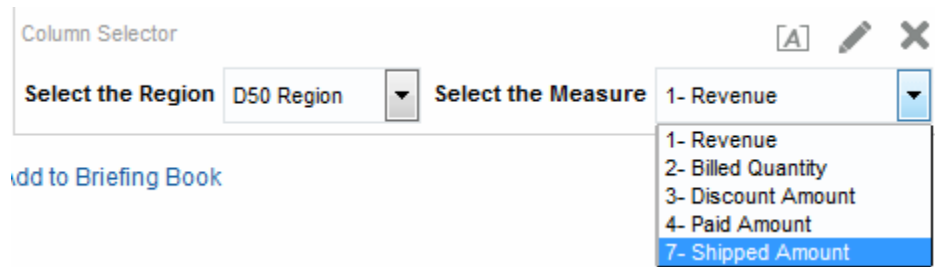 Column Selector
A
Select the Region D50 Region Select the Measure 1- Revenue
1- Revenue
2- Billed Quantity
3- Discount Amount
4- Paid Amount
7- Shipped Amount
Add to Briefing Book